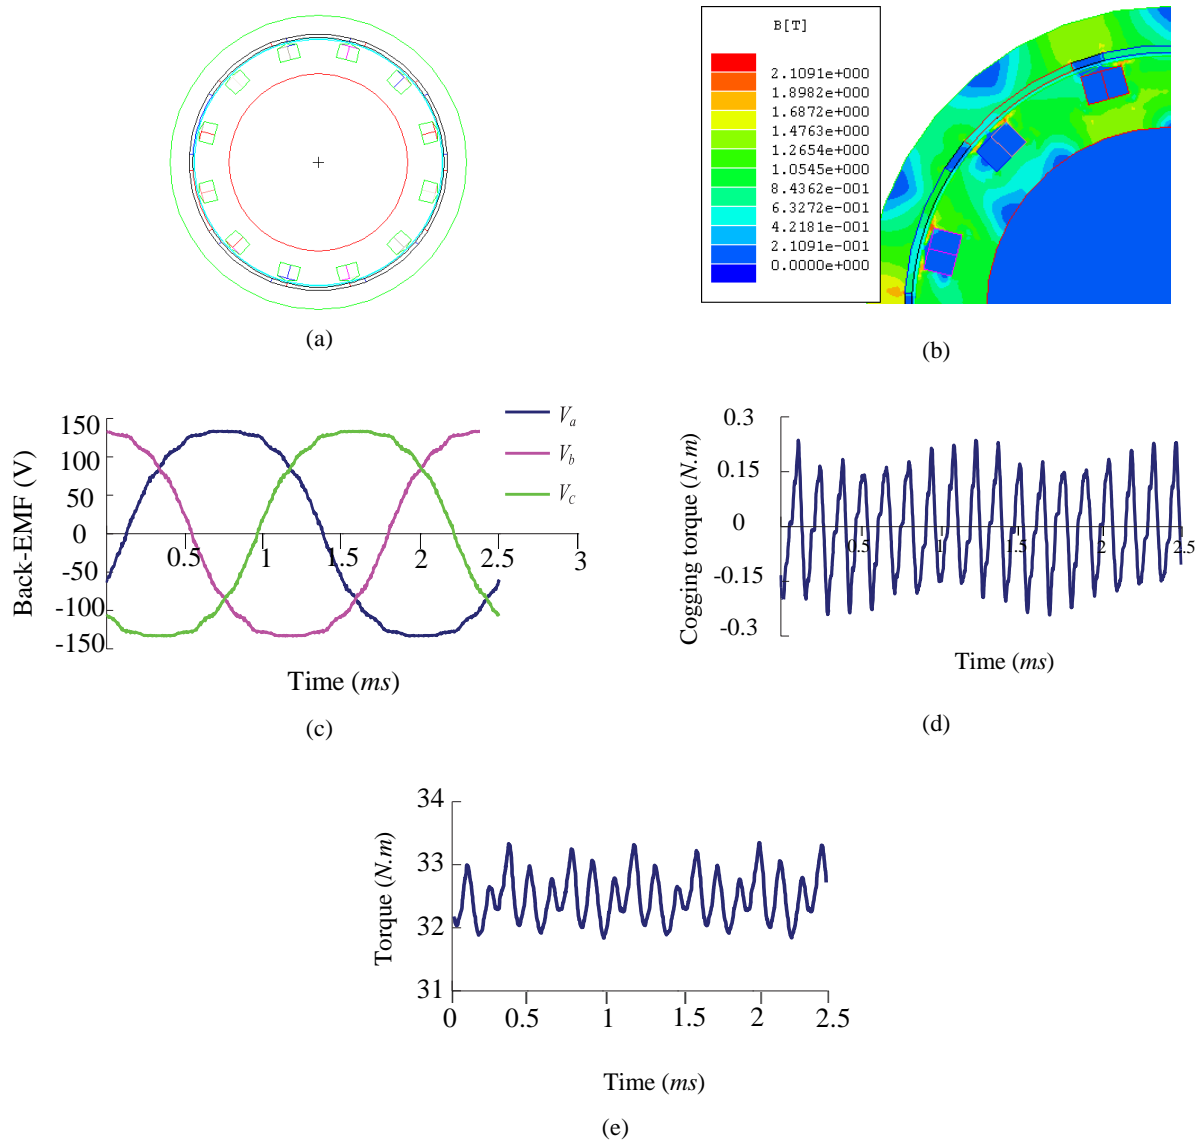 (a)
B[T]
2.1091e+000
1.8982e+000
1.6872e+000
1.4763e+000
1.2654e+000
1.0545e+000
8.4362e-001
6.3272e-001
4.2181e-001
2.1091e-001
0.0000e+000
(b)
Back-EMF (V)
150
100
50
0
-50
-100
-150
0.5
1
1.5
2
2.5
3
Va
Vb
Vc
Time (ms)
(c)
Cogging torque (N.m)
0.3
0.15
0
-0.15
-0.3
0.5
1
1.5
2
2.5
Time (ms)
(d)
Torque (N.m)
34
33
32
31
0
0.5
1
1.5
2
2.5
Time (ms)
(e)